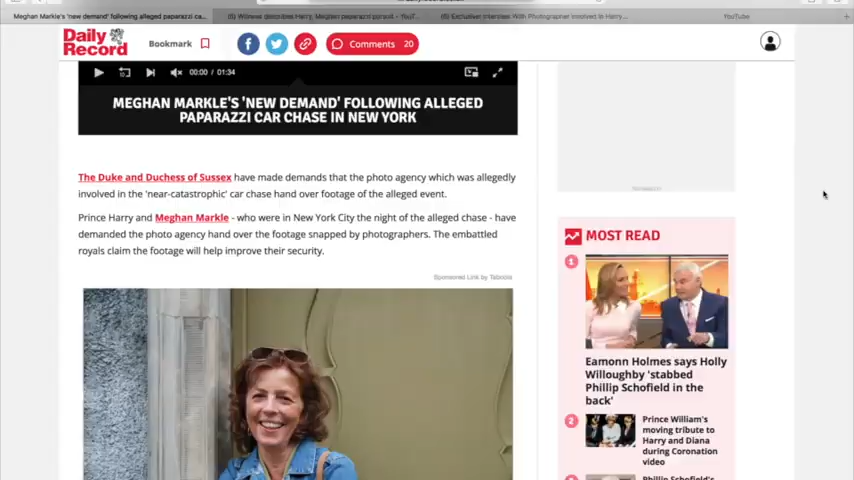 Meghan Markle's 'new demand' following alleged paparazzi ca...
(6) Witness describes Harry, Meghan paparazzi pursuit - YouT...
(6) Exclusive: Interview With Photographer Involved In Harry...
YouTube
Daily
Record
Bookmark
Comments 20
00:00 / 01:34
MEGHAN MARKLE'S 'NEW DEMAND' FOLLOWING ALLEGED
PAPARAZZI CAR CHASE IN NEW YORK
The Duke and Duchess of Sussex have made demands that the photo agency which was allegedly
involved in the 'near-catastrophic' car chase hand over footage of the alleged event.
Prince Harry and Meghan Markle - who were in New York City the night of the alleged chase - have
demanded the photo agency hand over the footage snapped by photographers. The embattled
royals claim the footage will help improve their security.
Sponsored Link by Taboola
MOST READ
1
Eamonn Holmes says Holly
Willoughby 'stabbed
Phillip Schofield in the
back'
2
Prince William's
moving tribute to
Harry and Diana
during Coronation
video
Phillip Schofield's